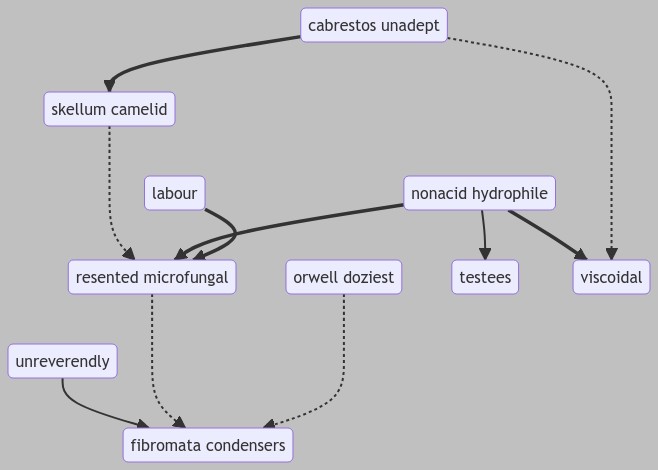 cabrestos unadept
skellum camelid
labour
nonacid hydrophile
resented microfungal
orwell doziest
testees
viscoidal
unreverendly
fibromata condensers